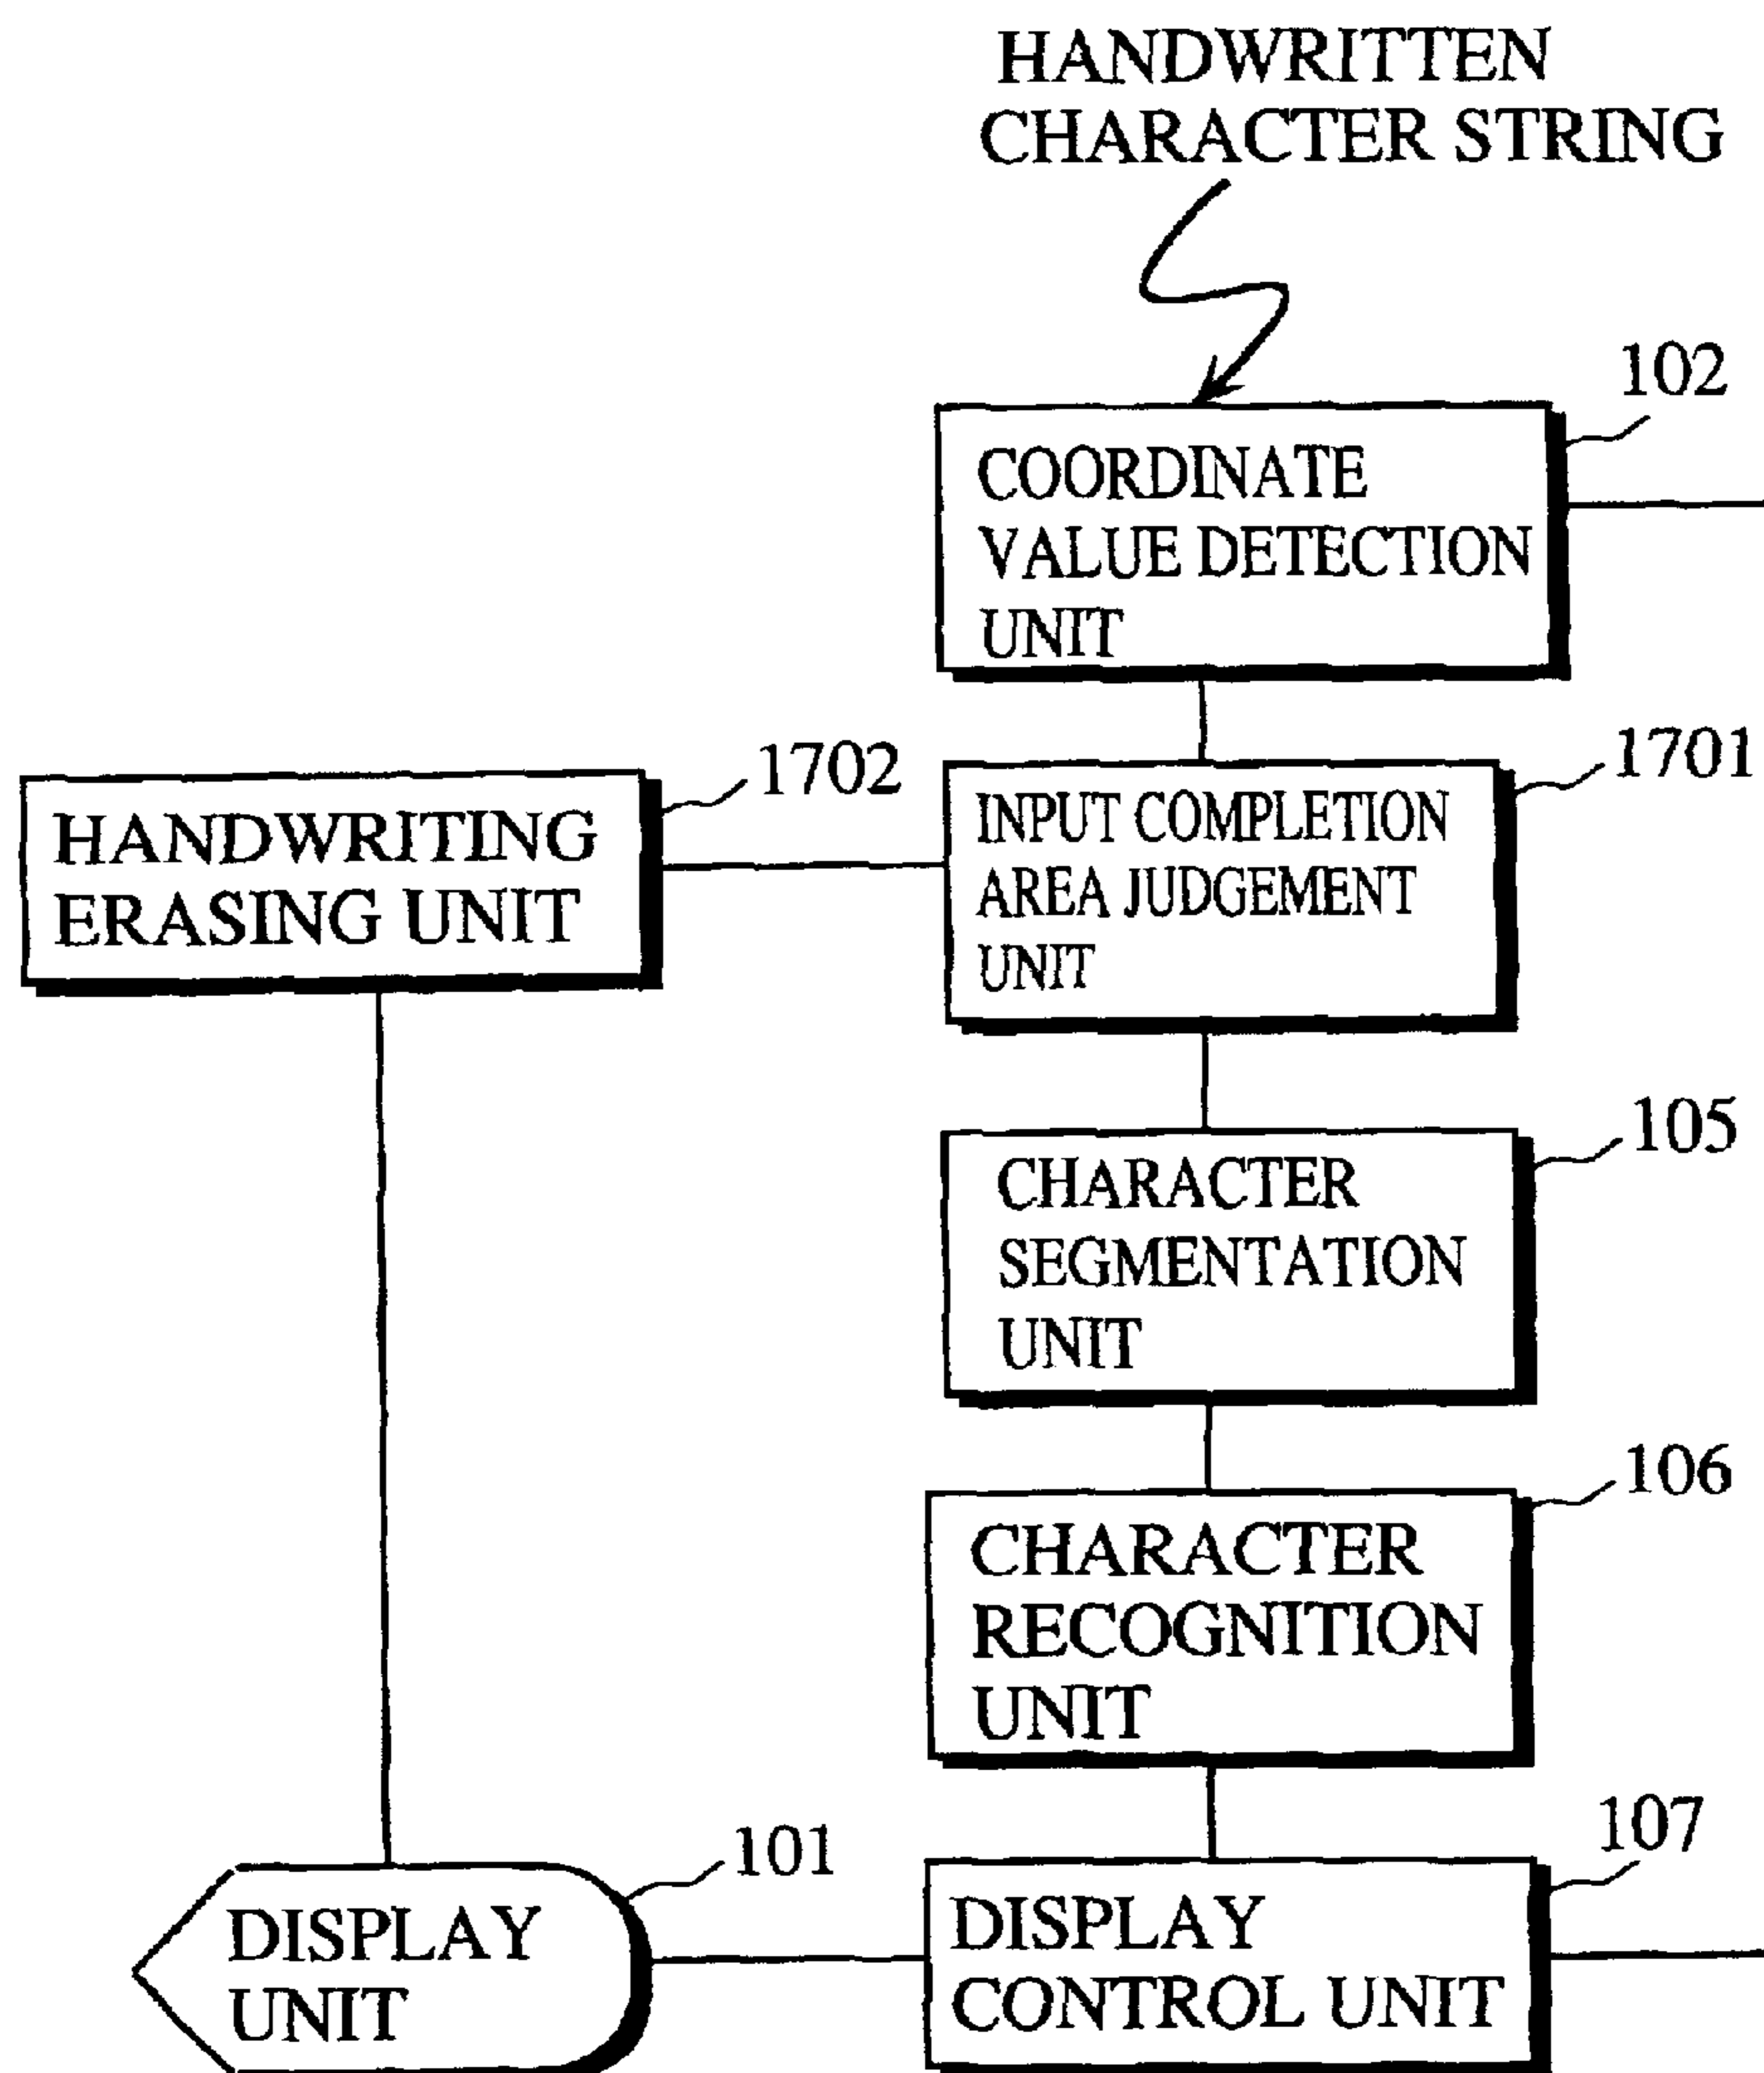 HANDWRITTEN
CHARACTER STRING
102
COORDINATE
VALUE DETECTION
UNIT
1702
HANDWRITING
ERASING UNIT
1701
INPUT COMPLETION
AREA JUDGEMENT
UNIT
105
CHARACTER
SEGMENTATION
UNIT
106
CHARACTER
RECOGNITION
UNIT
101
DISPLAY
UNIT
107
DISPLAY
CONTROL UNIT